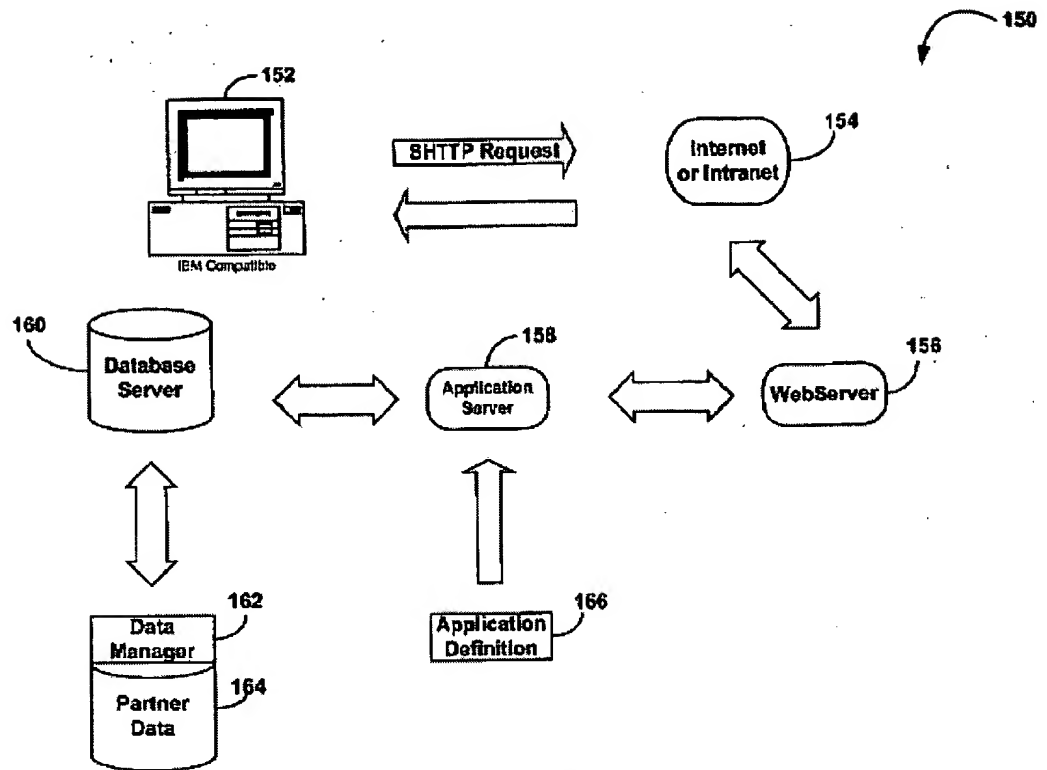 150
152
SHTTP Request
Internet
or Intranet
154
IBM Compatible
160
Database
Server
158
Application
Server
156
WebServer
162
Data
Manager
164
Partner
Data
166
Application
Definition